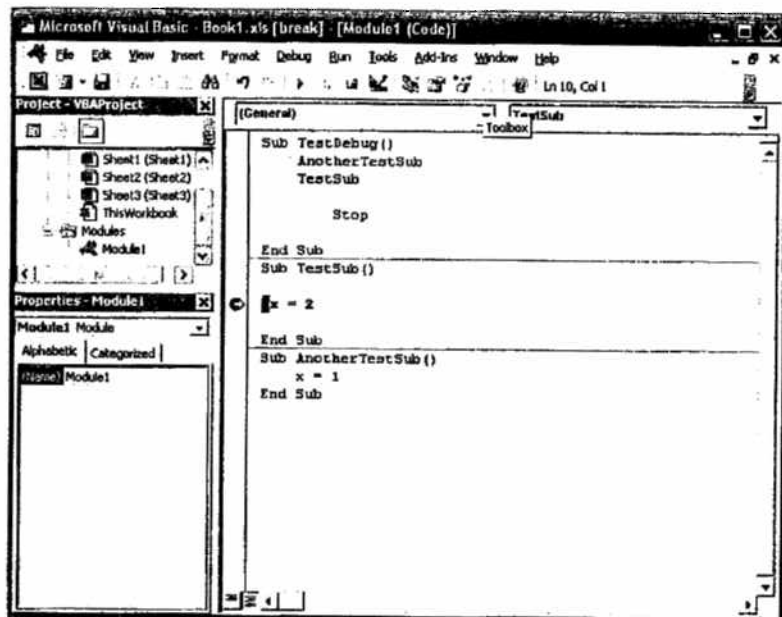 Microsoft Visual Basic - Book1.xls [break] - [Module1 (Code)]
File Edit View Insert Format Debug Run Tools Add-Ins Window Help
Ln 10, Col 1
Project - VBAProject
Sheet1 (Sheet1)
Sheet2 (Sheet2)
Sheet3 (Sheet3)
ThisWorkbook
Modules
Module1
Properties - Module1
Module1 Module
Alphabetic Categorized
(Name) Module1
(General) TestSub
Toolbox
Sub TestDebug()
AnotherTestSub
TestSub
Stop
End Sub
Sub TestSub()
x = 2
End Sub
Sub AnotherTestSub()
x = 1
End Sub